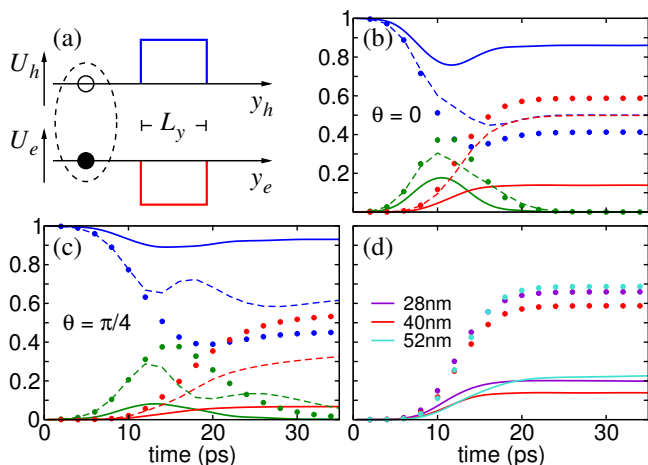 (a)
U_h
y_h
L_y
U_e
y_e
1
0.8
0.6
0.4
0.2
0
(b)
θ = 0
1
0.8
0.6
0.4
0.2
0
(c)
θ = π/4
0 10 20 30
time (ps)
(d)
28nm
40nm
52nm
0 10 20 30
time (ps)